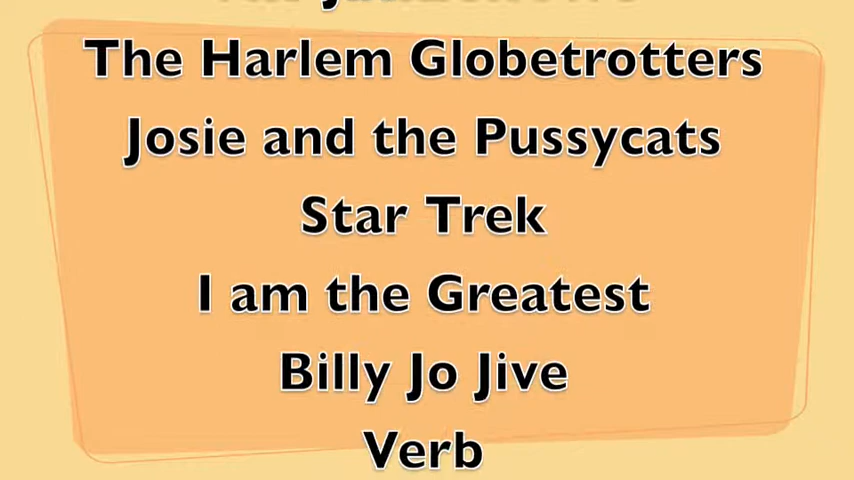 The Harlem Globetrotters
Josie and the Pussycats
Star Trek
I am the Greatest
Billy Jo Jive
Verb